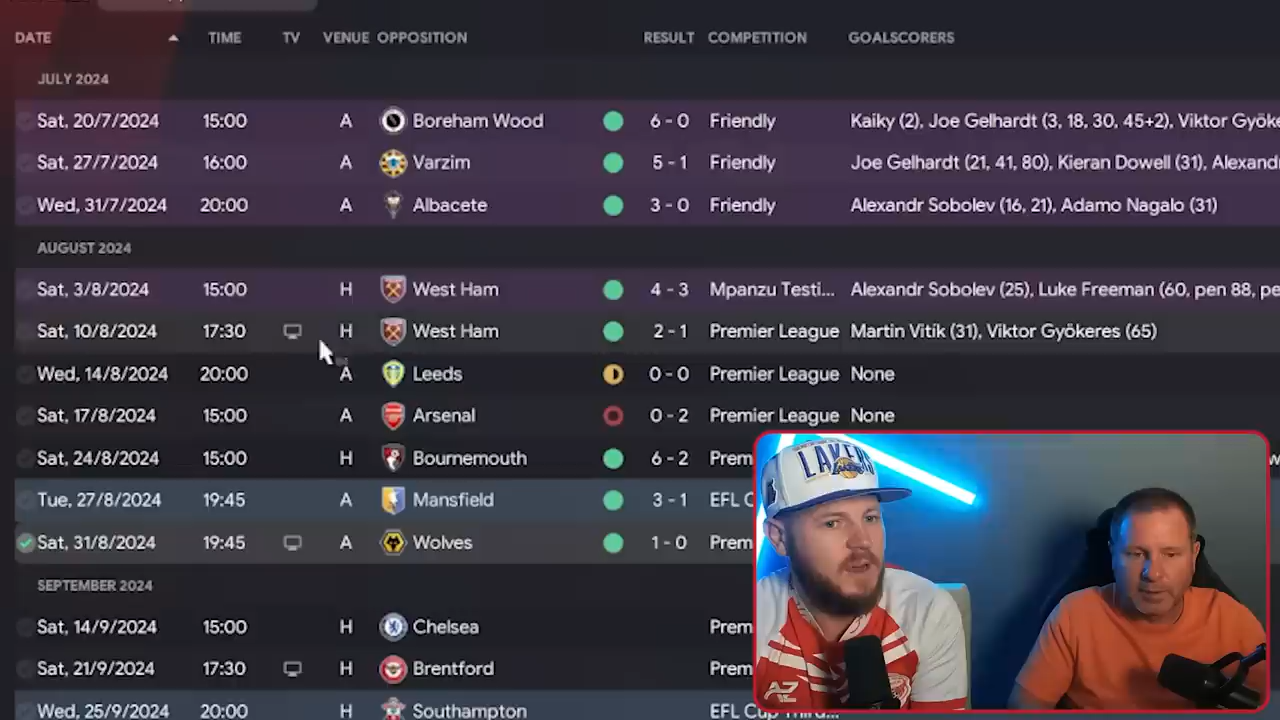 DATE TIME TV VENUE OPPOSITION RESULT COMPETITION GOALSCORERS
JULY 2024
Sat, 20/7/2024 15:00 A Boreham Wood 6 - 0 Friendly Kaiky (2), Joe Gelhardt (3, 18, 30, 45+2), Viktor Gyöke
Sat, 27/7/2024 16:00 A Varzim 5 - 1 Friendly Joe Gelhardt (21, 41, 80), Kieran Dowell (31), Alexand
Wed, 31/7/2024 20:00 A Albacete 3 - 0 Friendly Alexandr Sobolev (16, 21), Adamo Nagalo (31)
AUGUST 2024
Sat, 3/8/2024 15:00 H West Ham 4 - 3 Mpanzu Testi... Alexandr Sobolev (25), Luke Freeman (60, pen 88, pe
Sat, 10/8/2024 17:30 H West Ham 2 - 1 Premier League Martin Vitík (31), Viktor Gyökeres (65)
Wed, 14/8/2024 20:00 A Leeds 0 - 0 Premier League None
Sat, 17/8/2024 15:00 A Arsenal 0 - 2 Premier League None
Sat, 24/8/2024 15:00 H Bournemouth 6 - 2 Prem
Tue, 27/8/2024 19:45 A Mansfield 3 - 1 EFL C
Sat, 31/8/2024 19:45 A Wolves 1 - 0 Prem
SEPTEMBER 2024
Sat, 14/9/2024 15:00 H Chelsea Prem
Sat, 21/9/2024 17:30 H Brentford Prem
Wed, 25/9/2024 20:00 H Southampton EFL Cup Third...
LAKERS
AZ